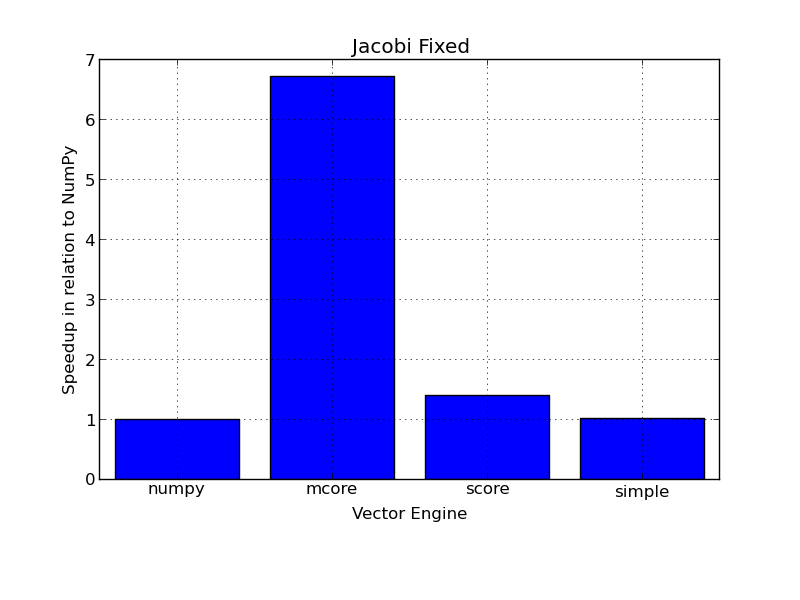 Jacobi Fixed
Speedup in relation to NumPy
7
6
5
4
3
2
1
0
numpy mcore score simple
Vector Engine